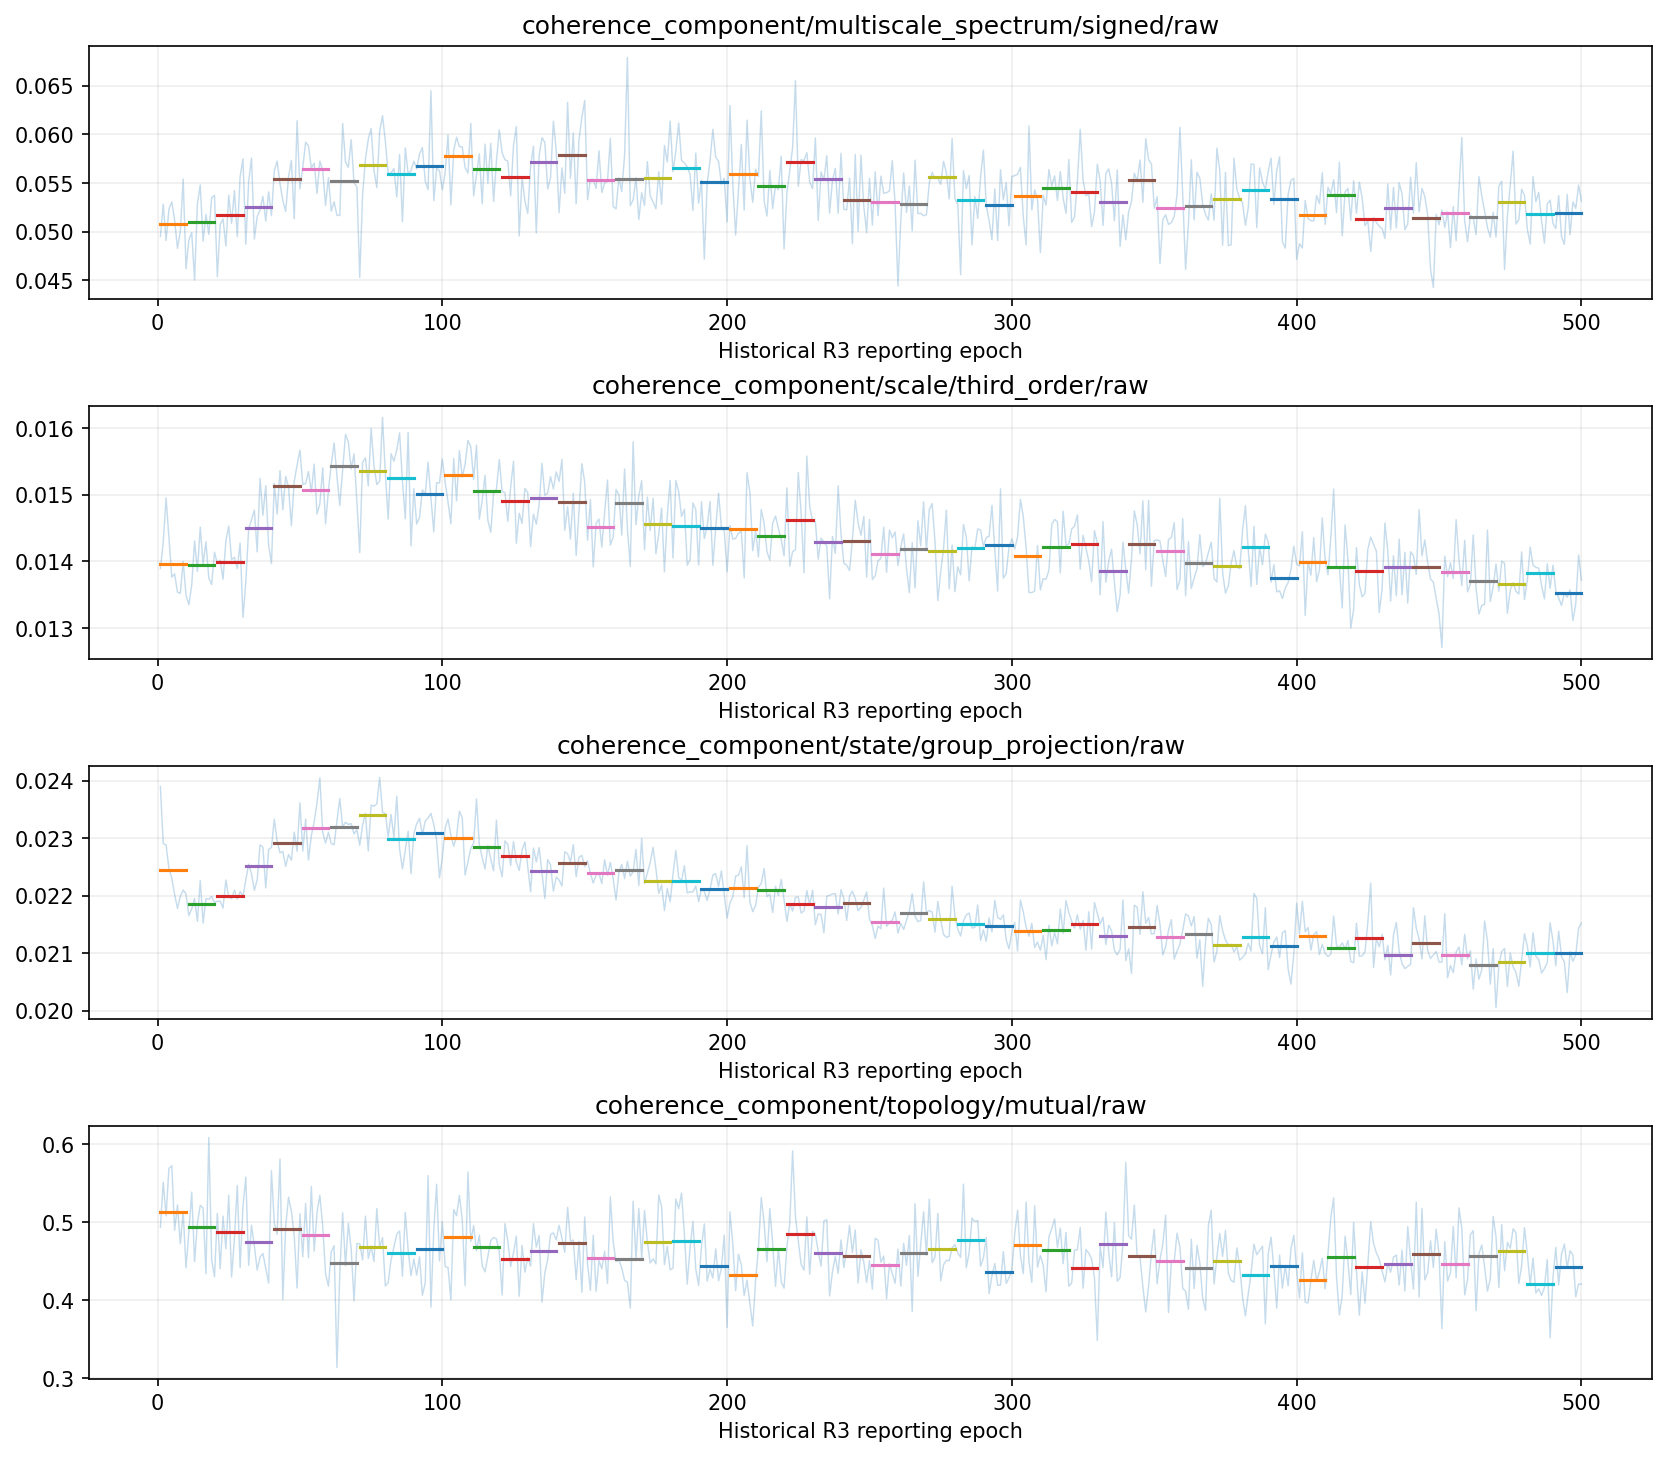 coherence_component/multiscale_spectrum/signed/raw
0.065
0.060
0.055
0.050
0.045
0 100 200 300 400 500
Historical R3 reporting epoch
coherence_component/scale/third_order/raw
0.016
0.015
0.014
0.013
0 100 200 300 400 500
Historical R3 reporting epoch
coherence_component/state/group_projection/raw
0.024
0.023
0.022
0.021
0.020
0 100 200 300 400 500
Historical R3 reporting epoch
coherence_component/topology/mutual/raw
0.6
0.5
0.4
0.3
0 100 200 300 400 500
Historical R3 reporting epoch